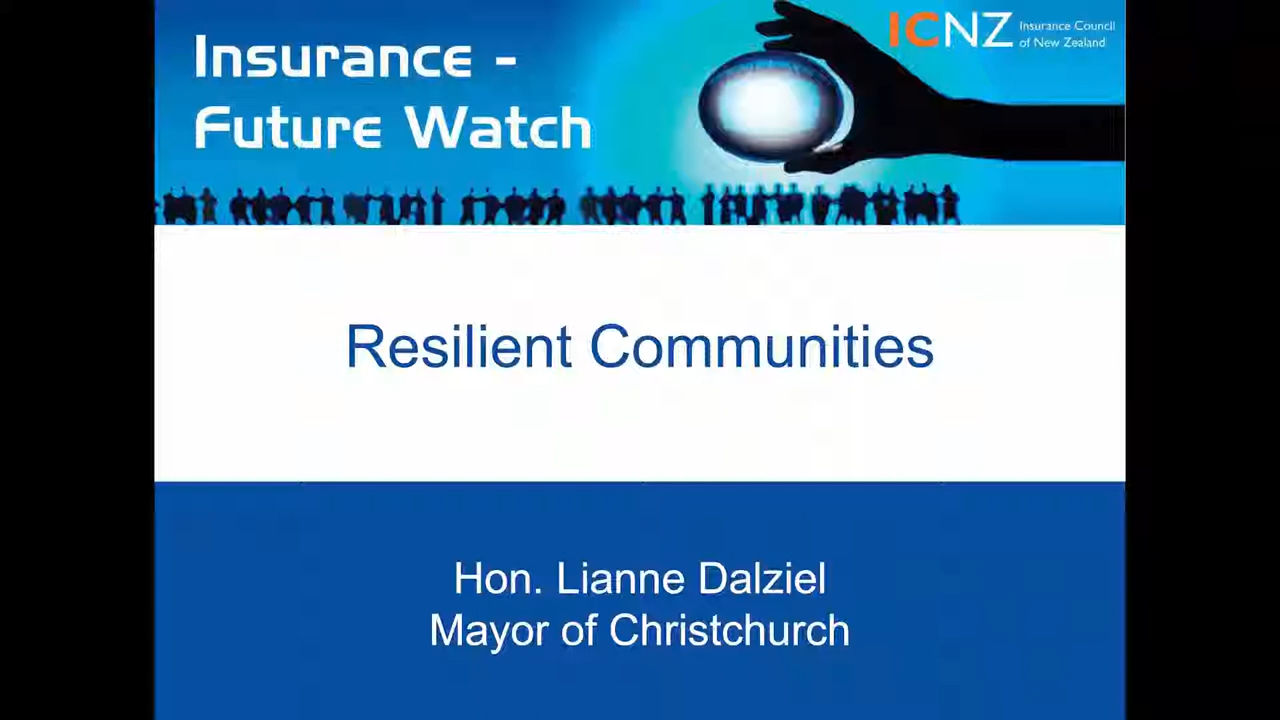 Insurance -
Future Watch
ICNZ Insurance Council
of New Zealand
Resilient Communities
Hon. Lianne Dalziel
Mayor of Christchurch